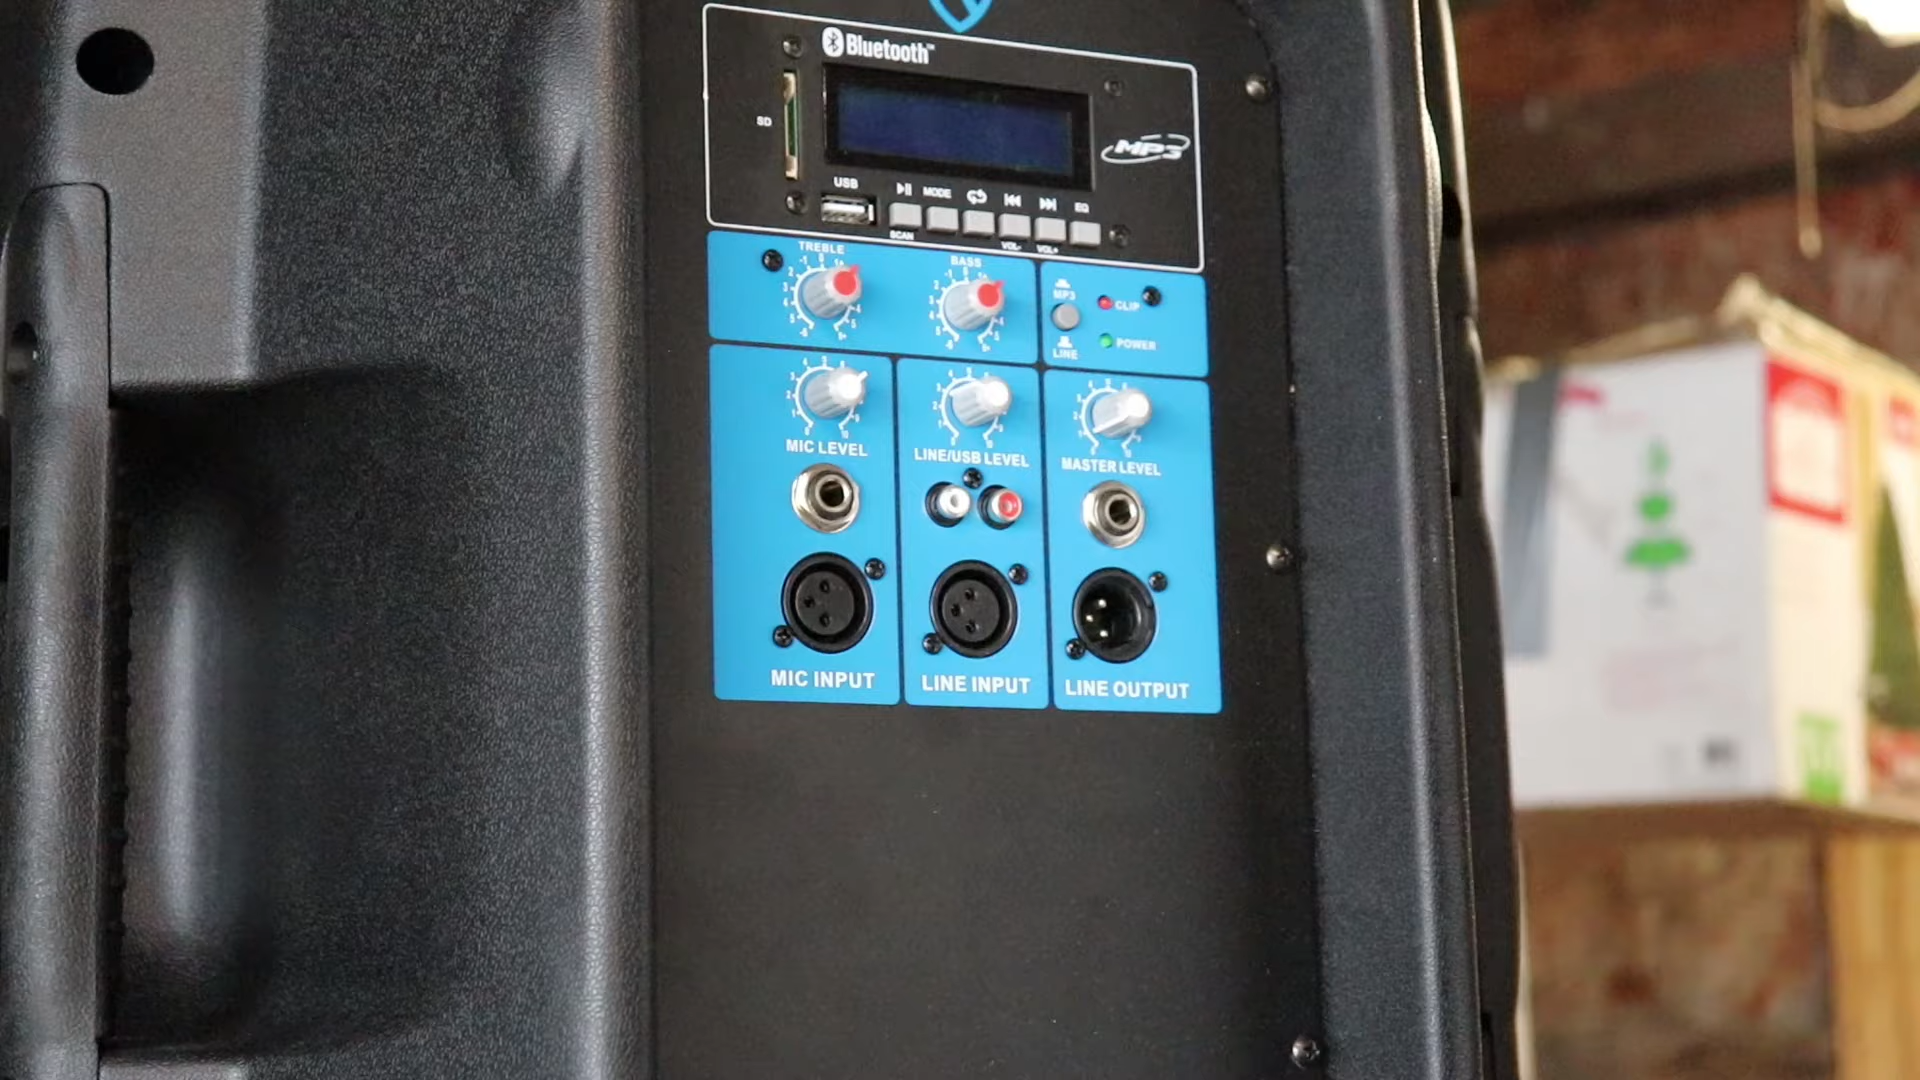 Bluetooth™
SD
MP3
USB
MODE
EQ
SCAN
VOL-
VOL+
TREBLE
BASS
MP3
CLIP
LINE
POWER
MIC LEVEL
LINE/USB LEVEL
MASTER LEVEL
MIC INPUT
LINE INPUT
LINE OUTPUT